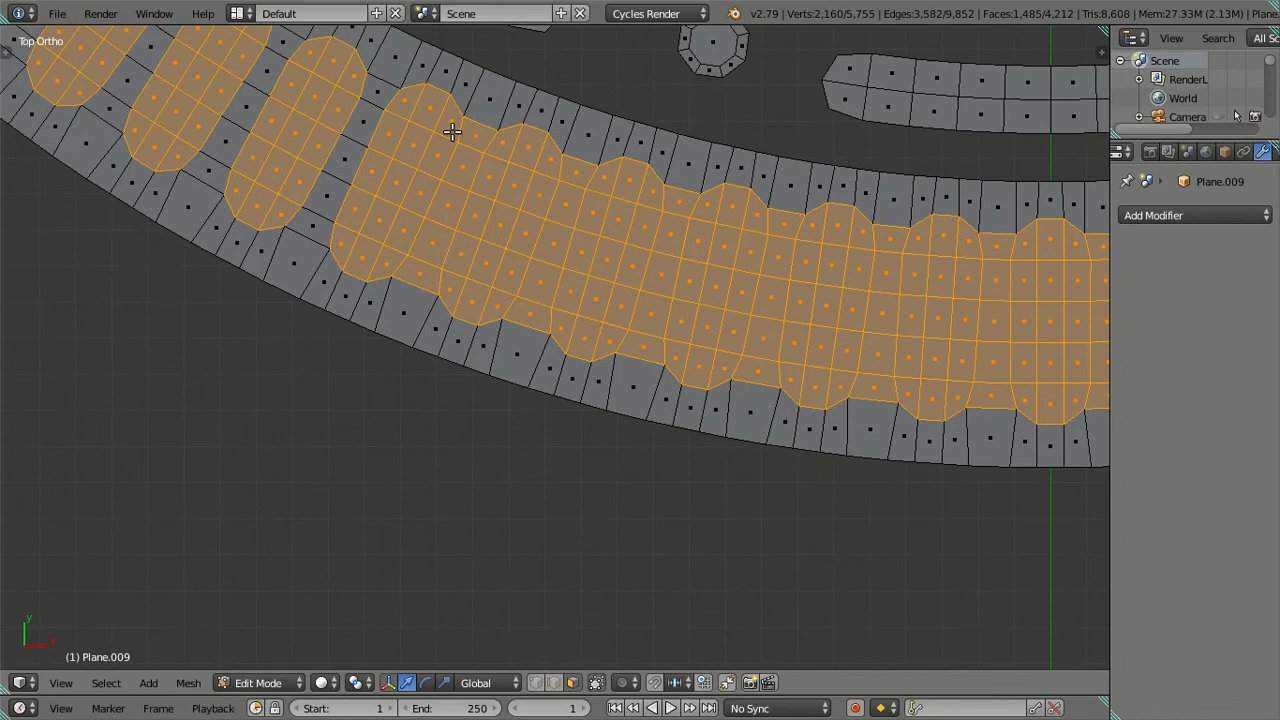 File Render Window Help Default Scene Cycles Render v2.79 | Verts:2,160/5,755 | Edges:3,532/9,852 | Faces:1,485/4,212 | Tris:8,608 | Mem:27.33M (2.13M) | Plane
Top Ortho
View Search All Sc
Scene
RenderL
World
Camera
Plane.009
Add Modifier
y
x
(1) Plane.009
View Select Add Mesh Edit Mode Global
View Marker Frame Playback Start: 1 End: 250 1 No Sync